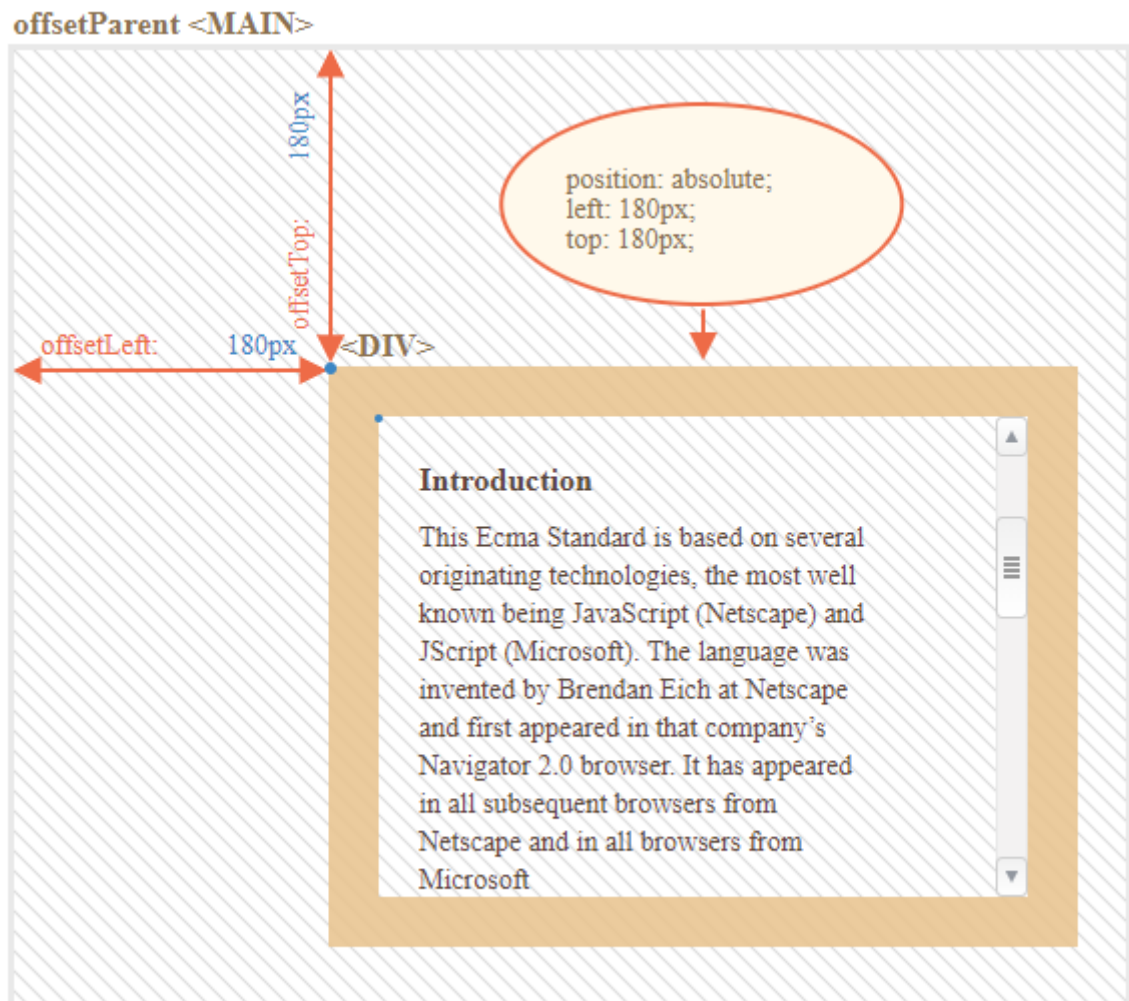 offsetParent <MAIN>
180px
offsetTop:
position: absolute;
left: 180px;
top: 180px;
offsetLeft: 180px
<DIV>
Introduction
This Ecma Standard is based on several
originating technologies, the most well
known being JavaScript (Netscape) and
JScript (Microsoft). The language was
invented by Brendan Eich at Netscape
and first appeared in that company’s
Navigator 2.0 browser. It has appeared
in all subsequent browsers from
Netscape and in all browsers from
Microsoft